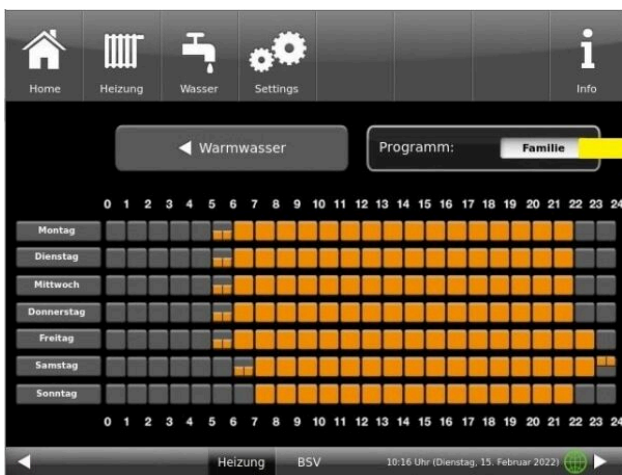 Home Heizung Wasser Settings Info
Warmwasser Programm: Familie
0 1 2 3 4 5 6 7 8 9 10 11 12 13 14 15 16 17 18 19 20 21 22 23 24
Montag
Dienstag
Mittwoch
Donnerstag
Freitag
Samstag
Sonntag
0 1 2 3 4 5 6 7 8 9 10 11 12 13 14 15 16 17 18 19 20 21 22 23 24
Heizung BSV 10:16 Uhr (Dienstag, 15. Februar 2022)